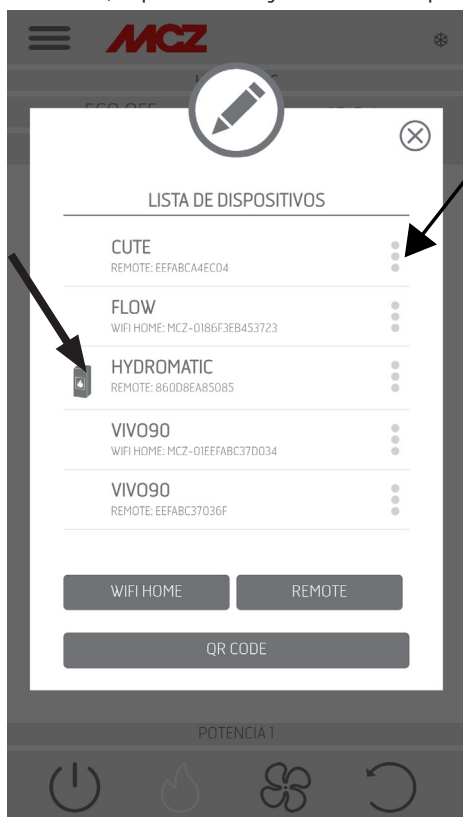 MCZ
LISTA DE DISPOSITIVOS
CUTE
REMOTE: EEFABCA4EC04
FLOW
WIFI HOME: MCZ-0186F3EB453723
HYDROMATIC
REMOTE: 860D8EA85085
VIVO90
WIFI HOME: MCZ-01EEFABC37D034
VIVO90
REMOTE: EEFABC37036F
WIFI HOME
REMOTE
QR CODE
POTENCIA 1